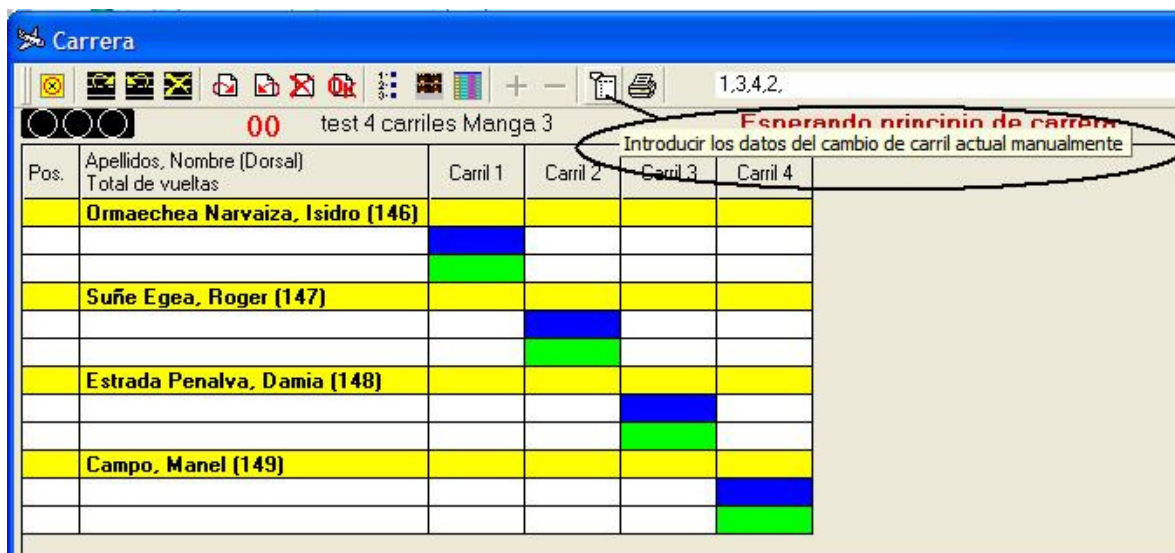 Carrera
1,3,4,2,
00 test 4 carriles Manga 3 Esperando principio de carrera
Introducir los datos del cambio de carril actual manualmente
Pos. Apellidos, Nombre (Dorsal) Carril 1 Carril 2 Carril 3 Carril 4
Total de vueltas
Ormaechea Narvaiza, Isidro (146)
Suñe Egea, Roger (147)
Estrada Penalva, Damia (148)
Campo, Manel (149)